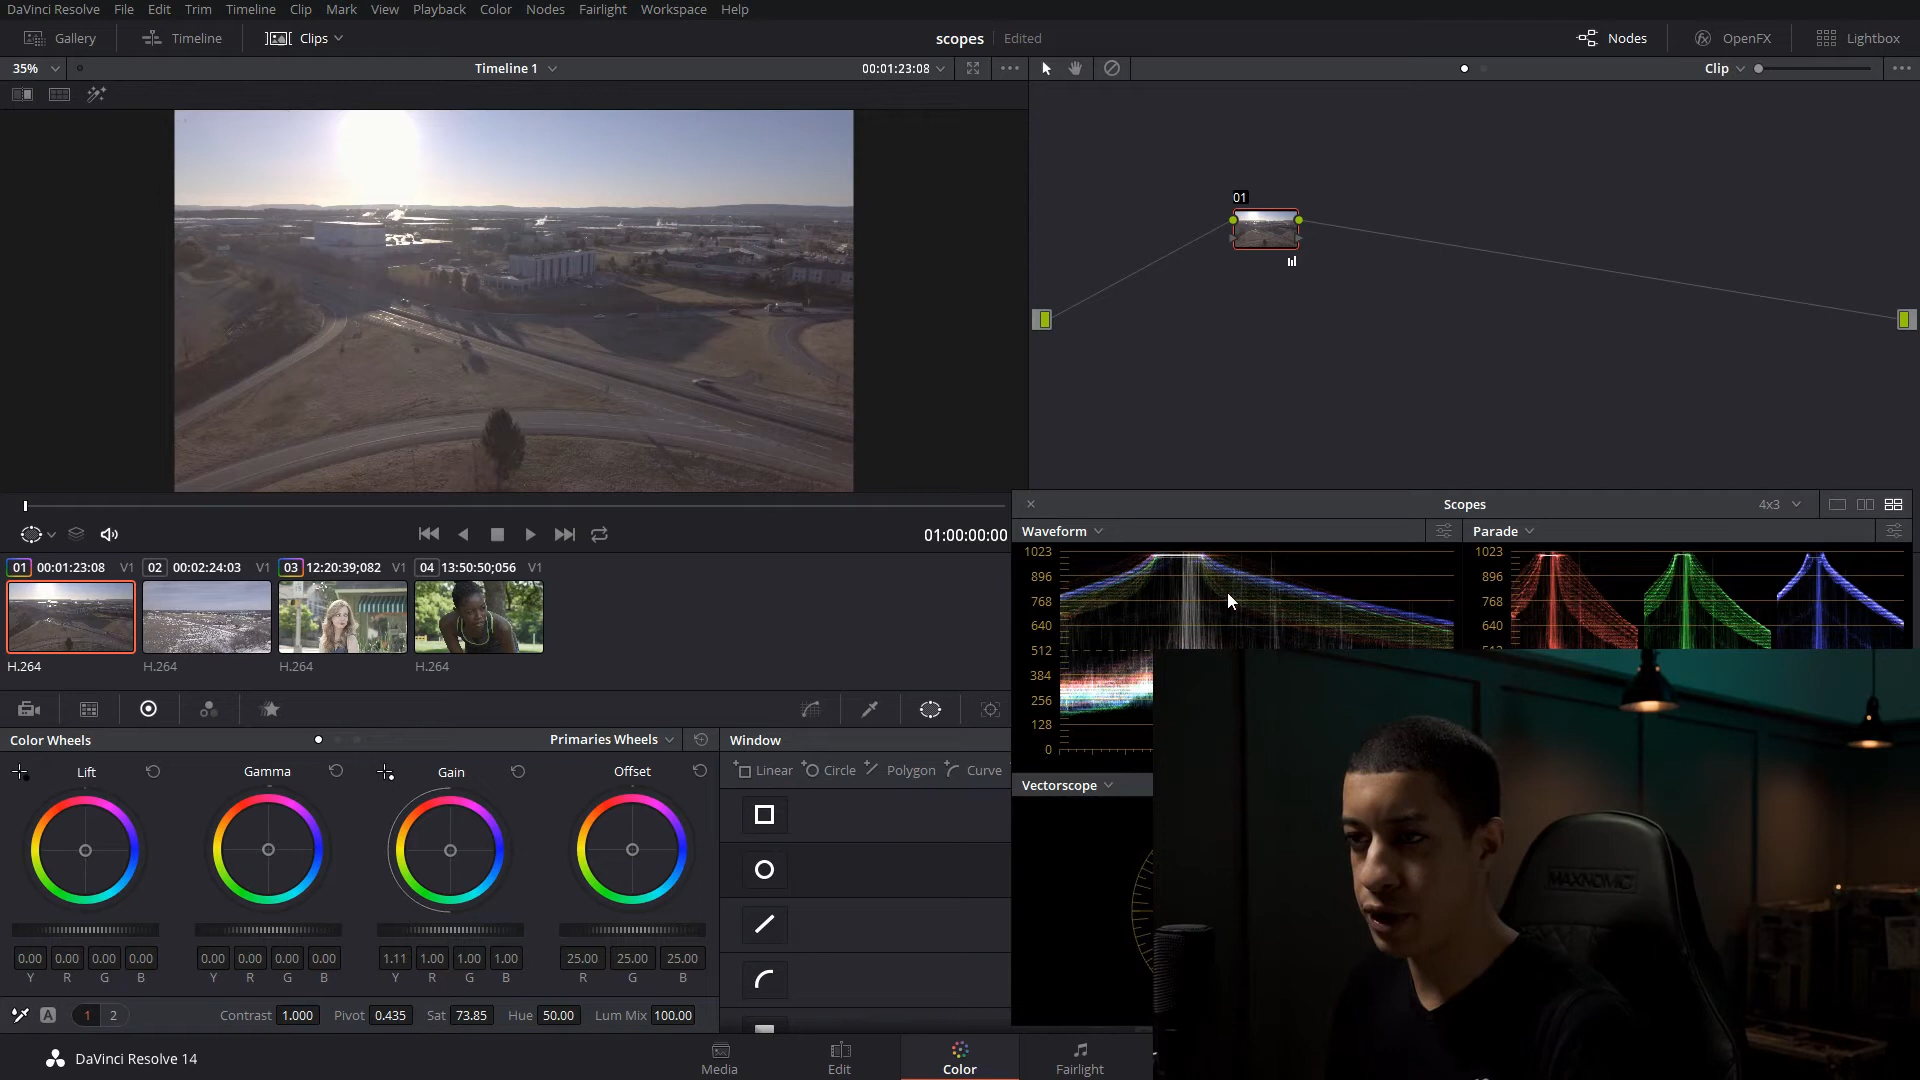 DaVinci Resolve File Edit Trim Timeline Clip Mark View Playback Color Nodes Fairlight Workspace Help
Gallery Timeline Clips scopes Edited Nodes OpenFX Lightbox
35% Timeline 1 00:01:23:08 Clip
01
Scopes 4x3
Waveform Parade
01:00:00:00
1023 1023
896 896
768 768
640 640
512
384
256
128
0
01 00:01:23:08 V1 02 00:02:24:03 V1 03 12:20:39;082 V1 04 13:50:50;056 V1
H.264 H.264 H.264 H.264
Color Wheels Primaries Wheels Window
Lift Gamma Gain Offset Linear Circle Polygon Curve
Vectorscope
0.00 0.00 0.00 0.00 0.00 0.00 0.00 0.00 1.11 1.00 1.00 1.00 25.00 25.00 25.00
Y R G B Y R G B Y R G B R G B
A 1 2 Contrast 1.000 Pivot 0.435 Sat 73.85 Hue 50.00 Lum Mix 100.00
DaVinci Resolve 14 Media Edit Color Fairlight
MAXNOMIC